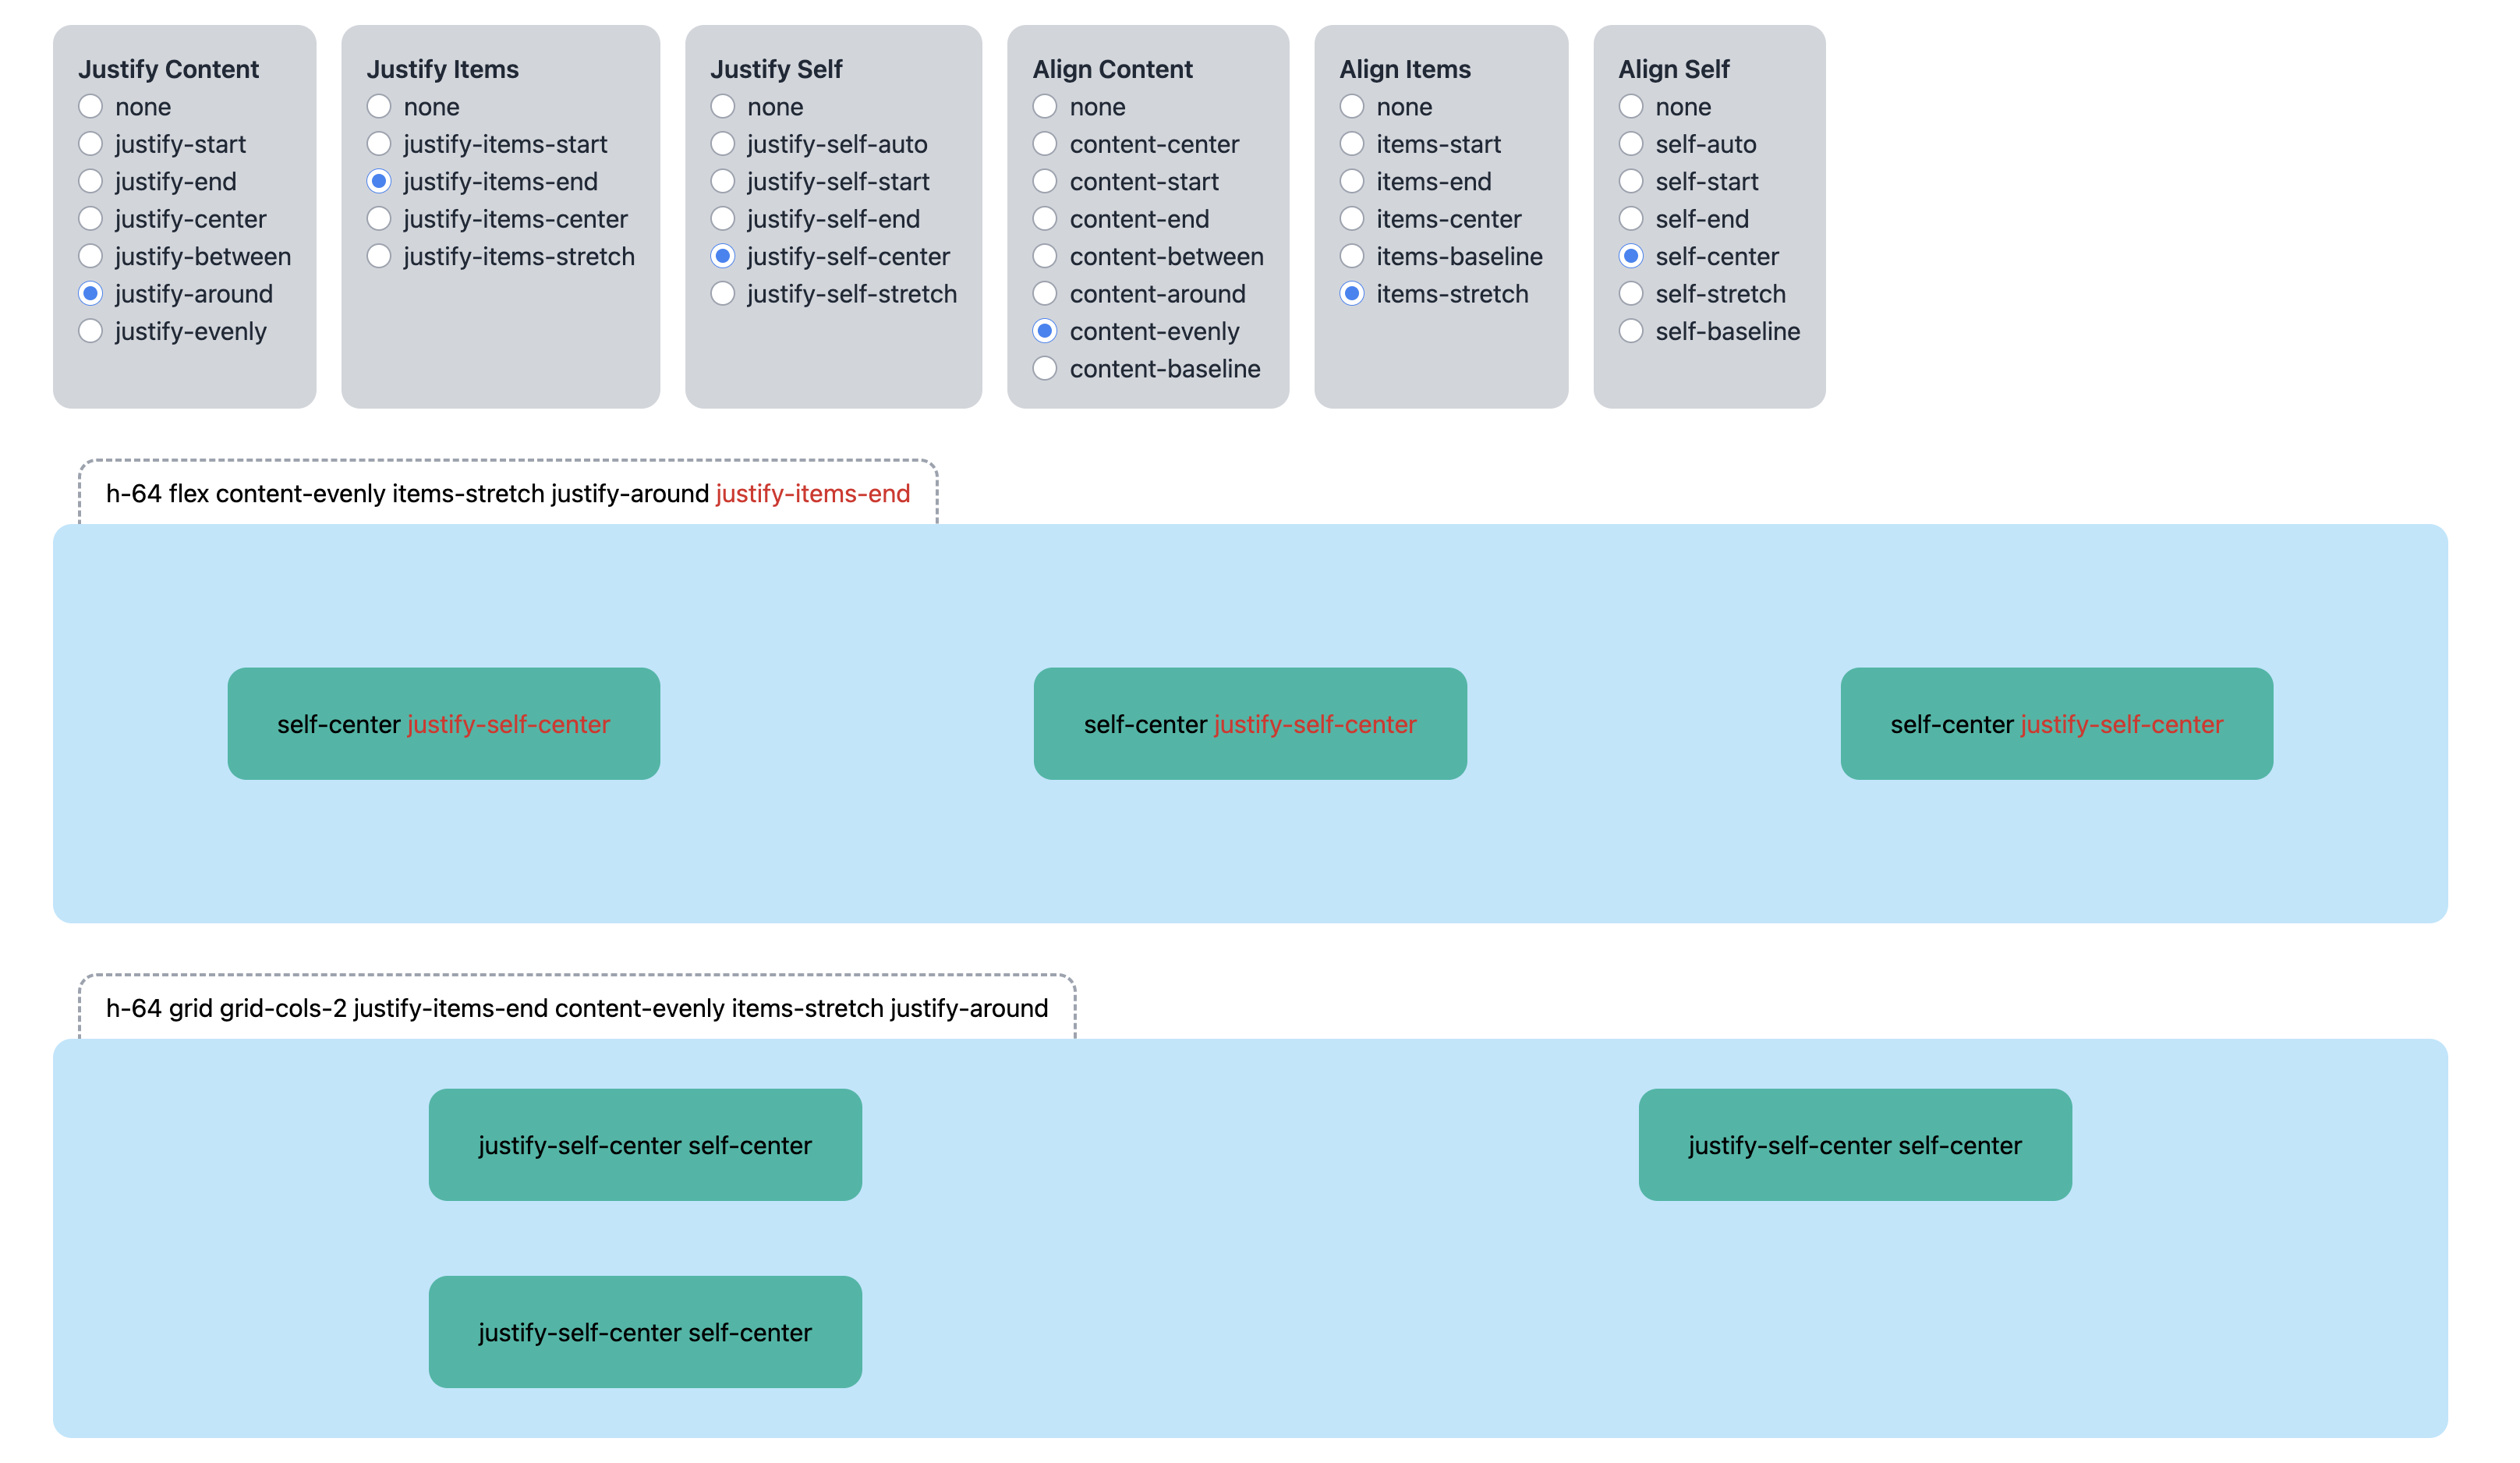 Justify Content
none
justify-start
justify-end
justify-center
justify-between
justify-around
justify-evenly
Justify Items
none
justify-items-start
justify-items-end
justify-items-center
justify-items-stretch
Justify Self
none
justify-self-auto
justify-self-start
justify-self-end
justify-self-center
justify-self-stretch
Align Content
none
content-center
content-start
content-end
content-between
content-around
content-evenly
content-baseline
Align Items
none
items-start
items-end
items-center
items-baseline
items-stretch
Align Self
none
self-auto
self-start
self-end
self-center
self-stretch
self-baseline
h-64 flex content-evenly items-stretch justify-around justify-items-end
self-center justify-self-center
self-center justify-self-center
self-center justify-self-center
h-64 grid grid-cols-2 justify-items-end content-evenly items-stretch justify-around
justify-self-center self-center
justify-self-center self-center
justify-self-center self-center